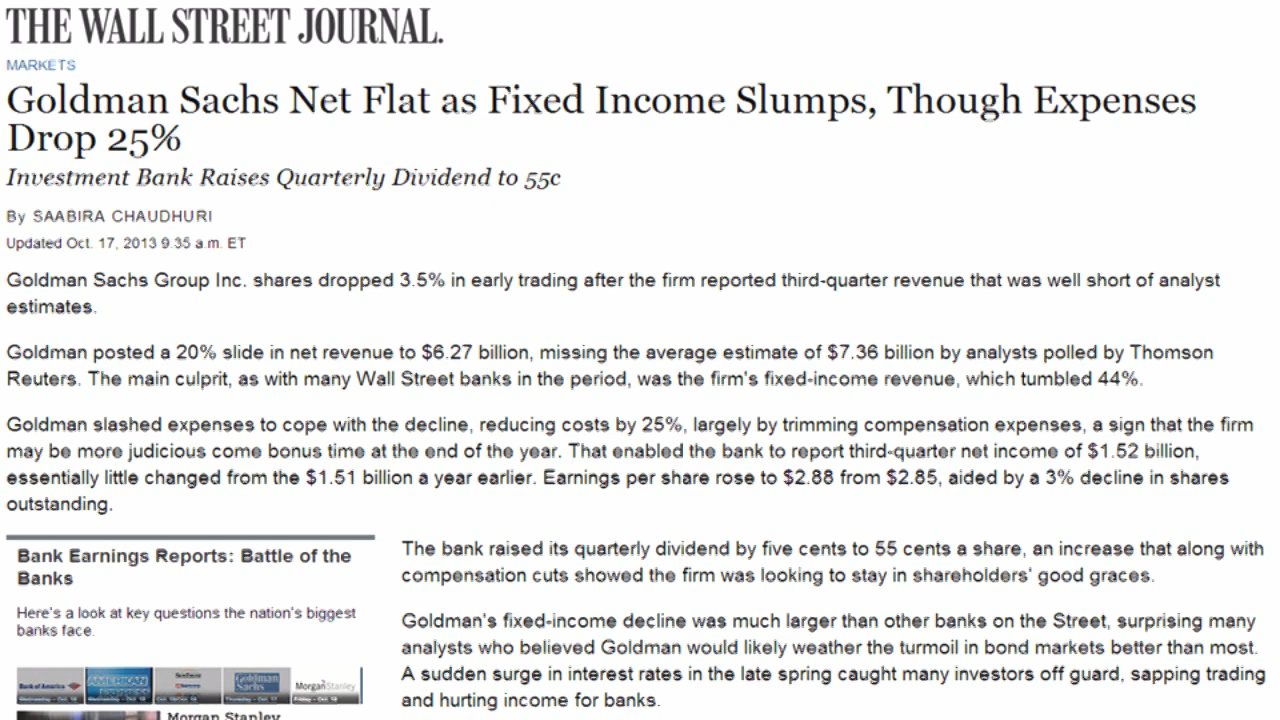 THE WALL STREET JOURNAL.
MARKETS
Goldman Sachs Net Flat as Fixed Income Slumps, Though Expenses
Drop 25%
Investment Bank Raises Quarterly Dividend to 55c
By SAABIRA CHAUDHURI
Updated Oct. 17, 2013 9:35 a.m. ET
Goldman Sachs Group Inc. shares dropped 3.5% in early trading after the firm reported third-quarter revenue that was well short of analyst
estimates.
Goldman posted a 20% slide in net revenue to $6.27 billion, missing the average estimate of $7.36 billion by analysts polled by Thomson
Reuters. The main culprit, as with many Wall Street banks in the period, was the firm's fixed-income revenue, which tumbled 44%.
Goldman slashed expenses to cope with the decline, reducing costs by 25%, largely by trimming compensation expenses, a sign that the firm
may be more judicious come bonus time at the end of the year. That enabled the bank to report third-quarter net income of $1.52 billion,
essentially little changed from the $1.51 billion a year earlier. Earnings per share rose to $2.88 from $2.85, aided by a 3% decline in shares
outstanding.
Bank Earnings Reports: Battle of the
Banks
Here's a look at key questions the nation's biggest
banks face.
Bank of America
AMERICAN EXPRESS
Goldman Sachs
Morgan Stanley
Morgan Stanley
The bank raised its quarterly dividend by five cents to 55 cents a share, an increase that along with
compensation cuts showed the firm was looking to stay in shareholders' good graces.
Goldman's fixed-income decline was much larger than other banks on the Street, surprising many
analysts who believed Goldman would likely weather the turmoil in bond markets better than most.
A sudden surge in interest rates in the late spring caught many investors off guard, sapping trading
and hurting income for banks.